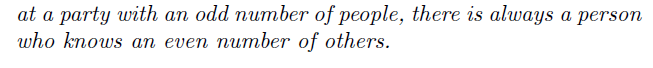 at a party with an odd number of people, there is always a person
who knows an even number of others.